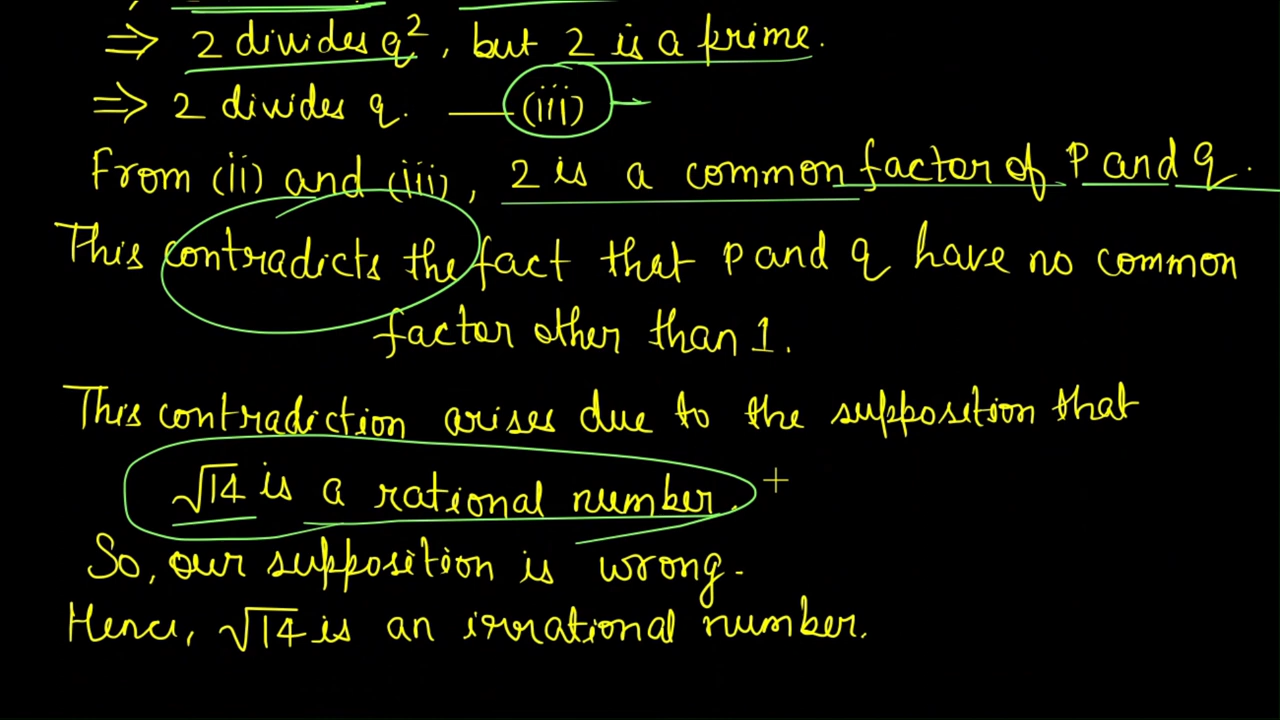 ⇒ 2 divides q², but 2 is a prime.
⇒ 2 divides q. — (iii)
From (ii) and (iii), 2 is a common factor of P and q.
This contradicts the fact that p and q have no common
factor other than 1.
This contradiction arises due to the supposition that
√14 is a rational number.
So, our supposition is wrong.
Hence, √14 is an irrational number.